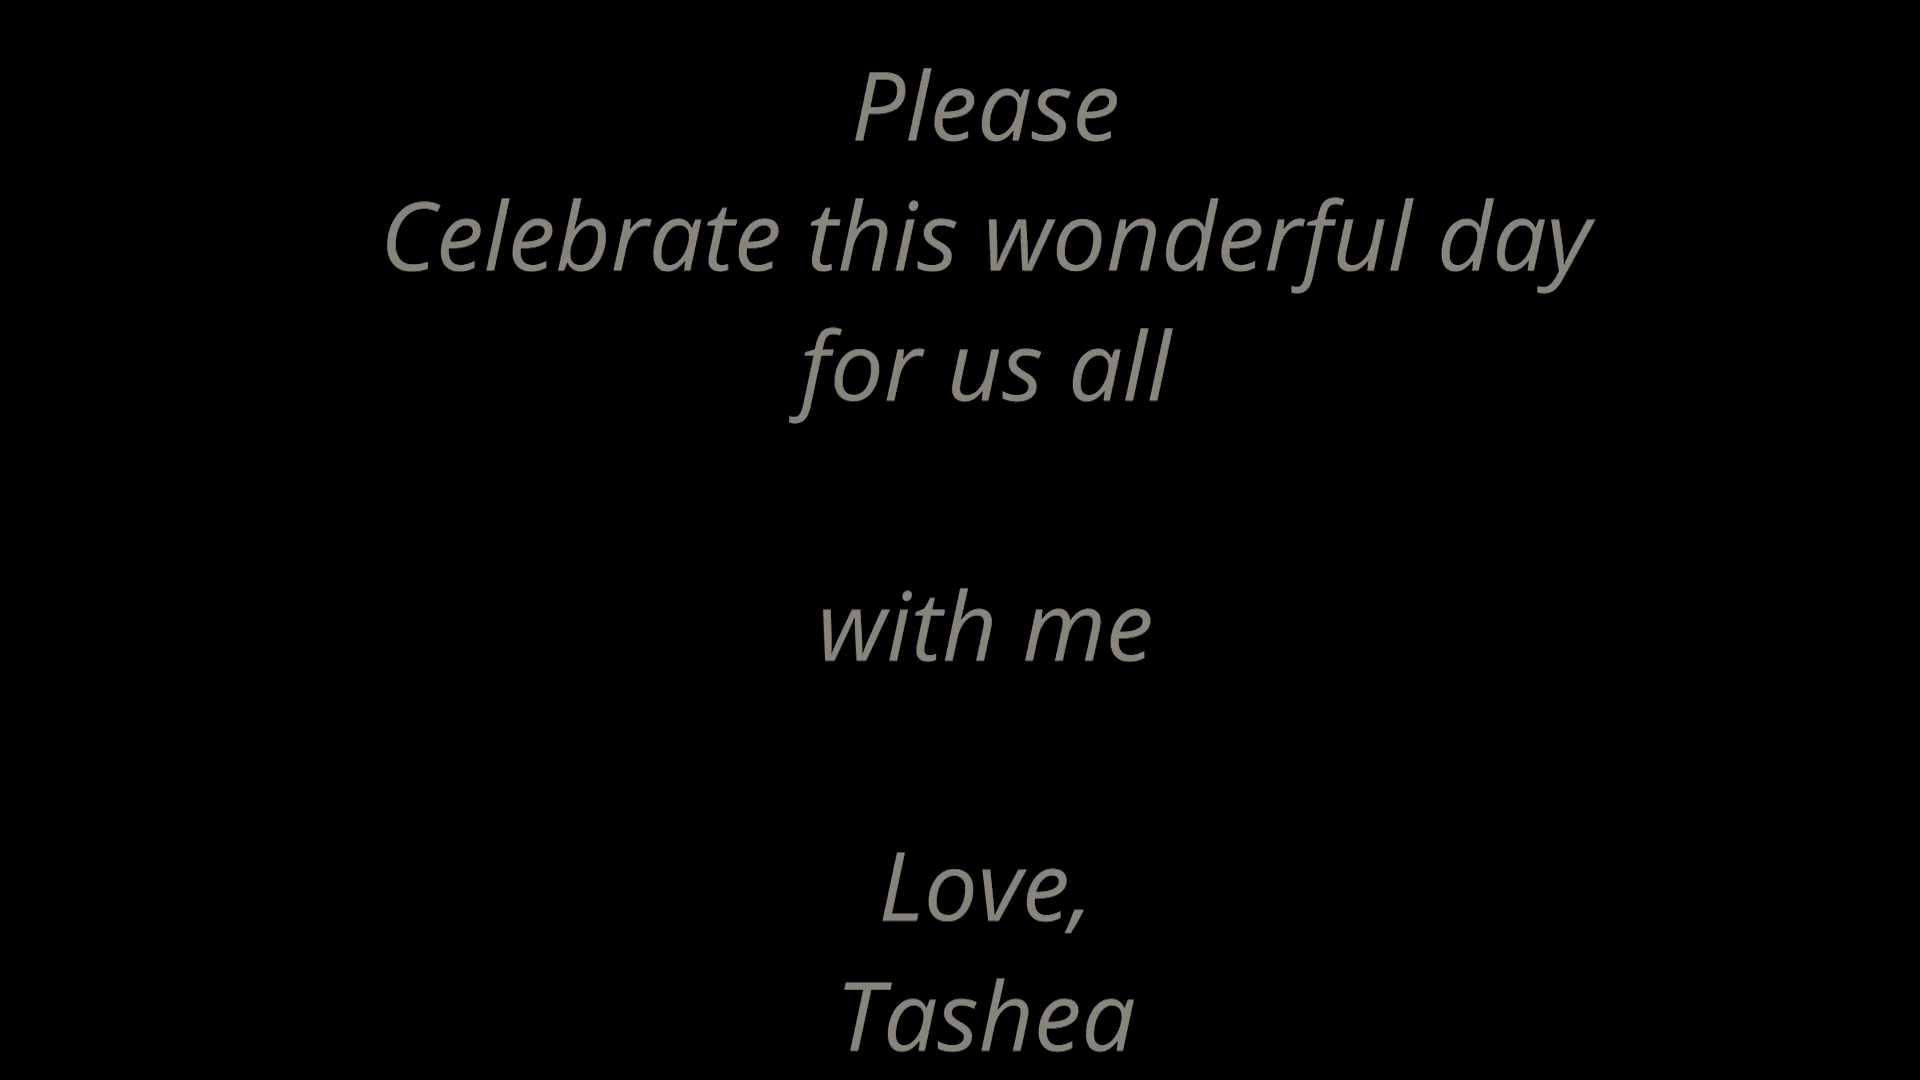 Please
Celebrate this wonderful day
for us all
with me
Love,
Tashea